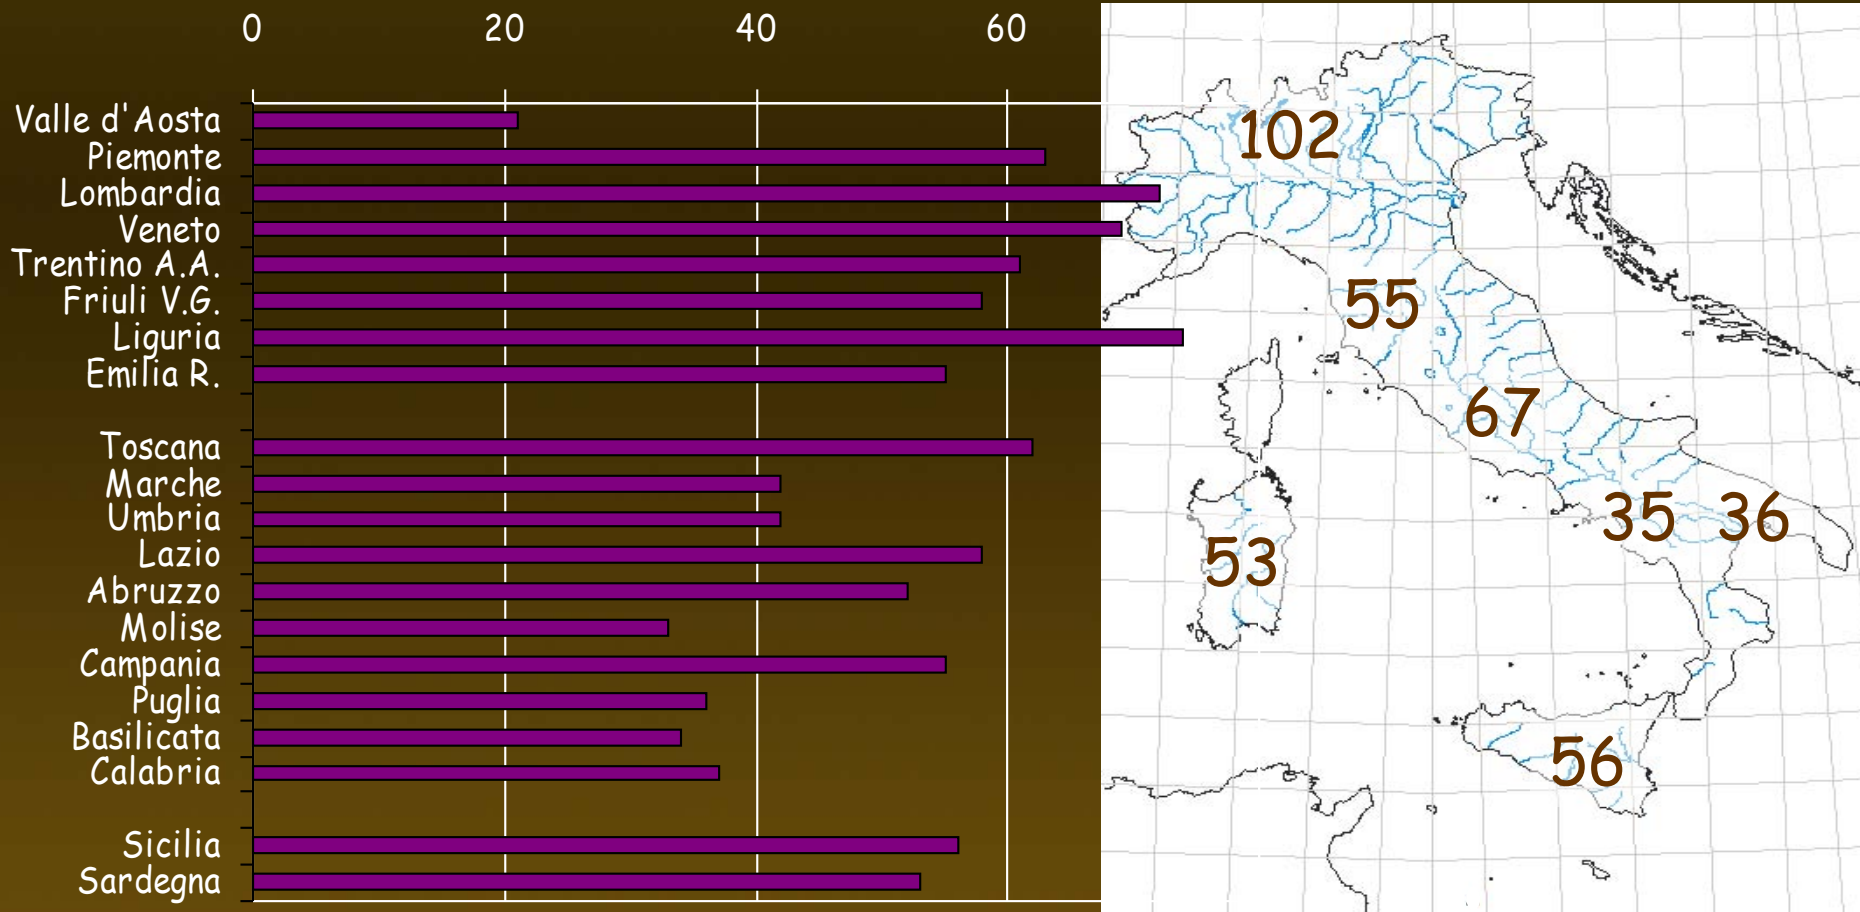 0 20 40 60
Valle d'Aosta
Piemonte
Lombardia
Veneto
Trentino A.A.
Friuli V.G.
Liguria
Emilia R.
Toscana
Marche
Umbria
Lazio
Abruzzo
Molise
Campania
Puglia
Basilicata
Calabria
Sicilia
Sardegna
102
55
67
35 36
53
56